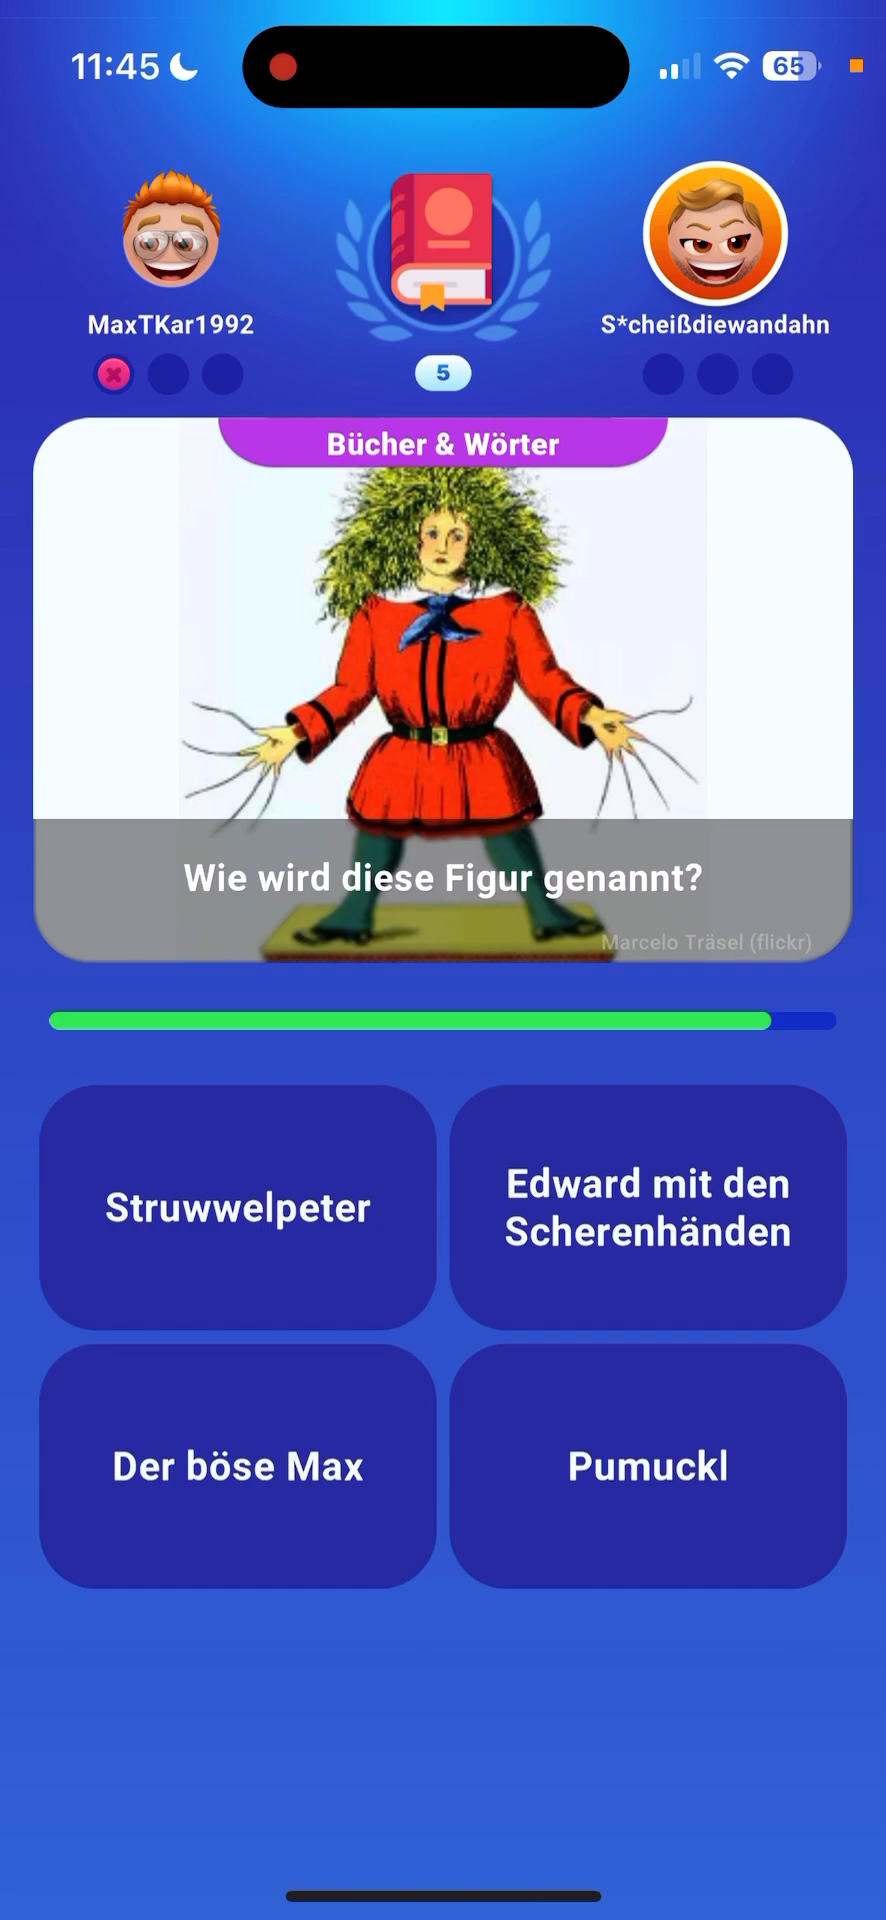 11:45
65
MaxTKar1992
S*cheißdiewandahn
5
Bücher & Wörter
Wie wird diese Figur genannt?
Marcelo Träsel (flickr)
Struwwelpeter
Edward mit den
Scherenhänden
Der böse Max
Pumuckl